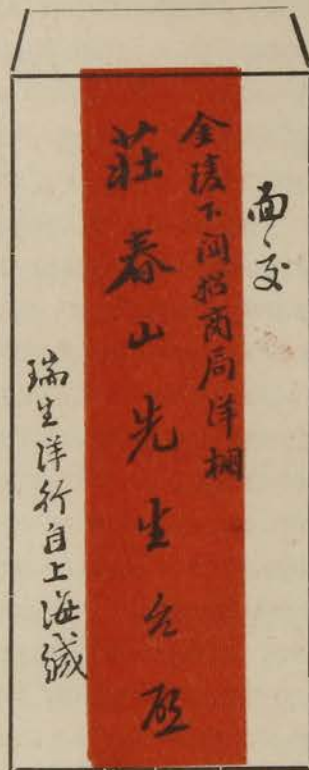 面交
金陵下關招商局洋棚
莊春山先生台啟
瑞生洋行自上海緘